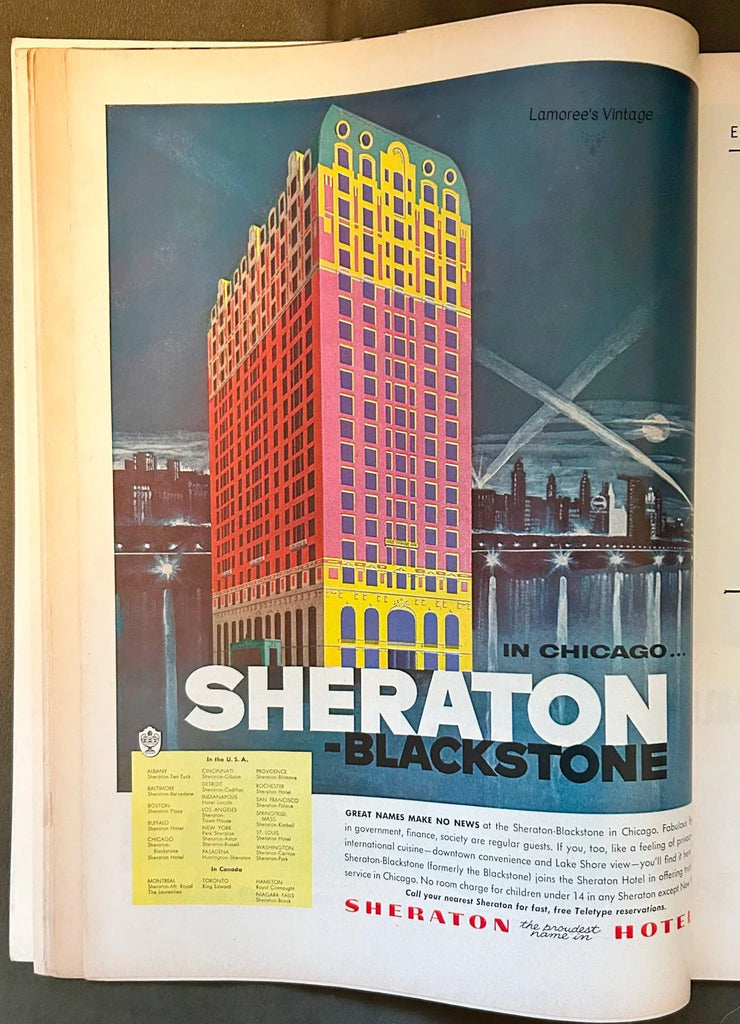 Lamoree's Vintage
E
IN CHICAGO...
SHERATON
-BLACKSTONE
In the U.S.A.
ALBANY
Sheraton-Ten Eyck
BALTIMORE
Sheraton-Belvedere
BOSTON
Sheraton Plaza
BUFFALO
Sheraton Hotel
CHICAGO
Sheraton-
Blackstone
Sheraton Hotel
CINCINNATI
Sheraton-Gibson
DETROIT
Sheraton-Cadillac
INDIANAPOLIS
Hotel Lincoln
LOS ANGELES
Sheraton-
Town House
NEW YORK
Park Sheraton
Sheraton-Astor
Sheraton-Russell
PASADENA
Huntington-Sheraton
PROVIDENCE
Sheraton-Biltmore
ROCHESTER
Sheraton Hotel
SAN FRANCISCO
Sheraton-Palace
SPRINGFIELD,
MASS.
Sheraton-Kimball
ST. LOUIS
Sheraton Hotel
WASHINGTON
Sheraton-Carlton
Sheraton-Park
In Canada
MONTREAL
Sheraton-Mt. Royal
The Laurentien
TORONTO
King Edward
HAMILTON
Royal Connaught
NIAGARA FALLS
Sheraton-Brock
GREAT NAMES MAKE NO NEWS at the Sheraton-Blackstone in Chicago. Fabulous
in government, finance, society are regular guests. If you, too, like a feeling of privacy
international cuisine—downtown convenience and Lake Shore view—you'll find it here
Sheraton-Blackstone (formerly the Blackstone) joins the Sheraton Hotel in offering
service in Chicago. No room charge for children under 14 in any Sheraton except
Call your nearest Sheraton for fast, free Teletype reservations.
SHERATON the proudest name in HOTEL